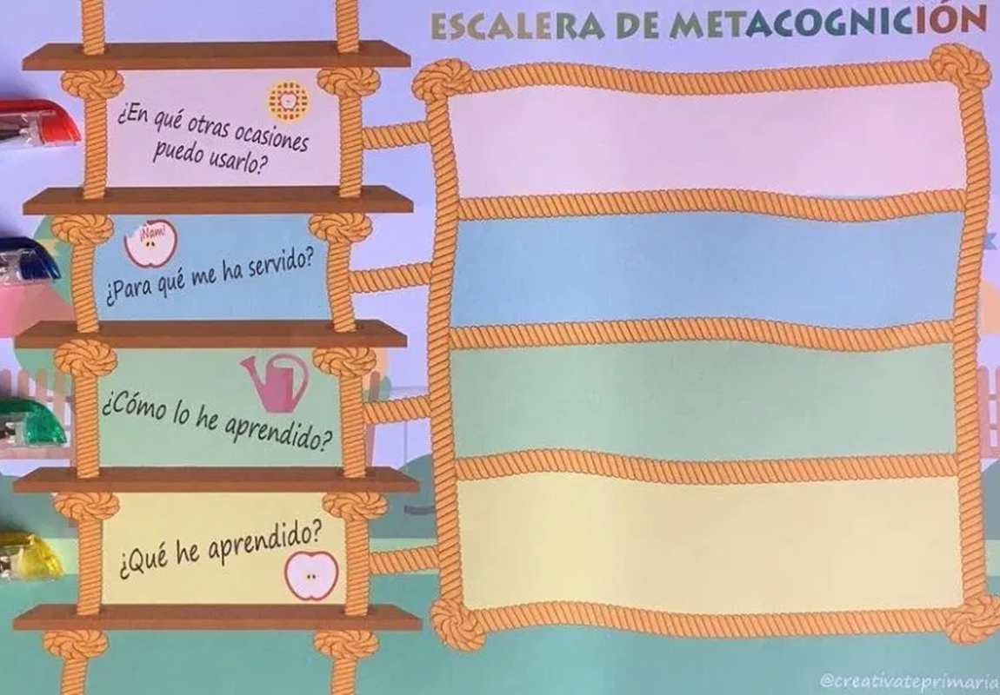 ESCALERA DE METACOGNICIÓN
¿En qué otras ocasiones
puedo usarlo?
¡Ñam!
¿Para qué me ha servido?
¿Cómo lo he aprendido?
¿Qué he aprendido?
@creativateprimaria